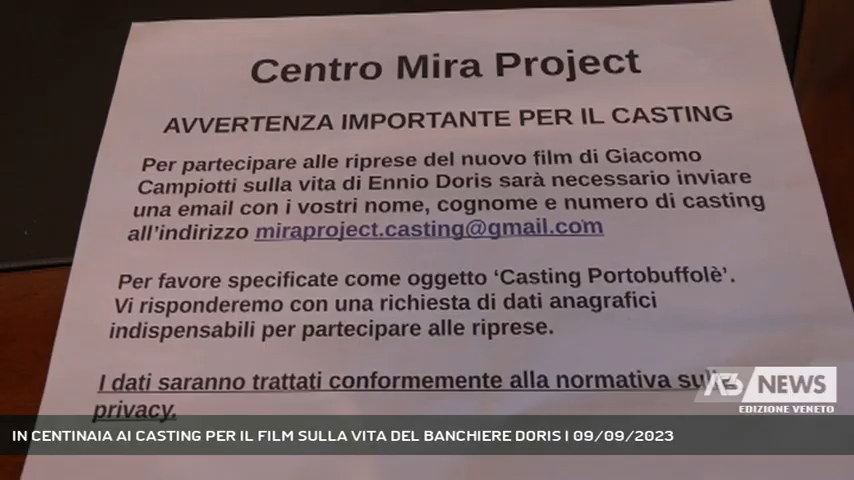 Centro Mira Project
AVVERTENZA IMPORTANTE PER IL CASTING
Per partecipare alle riprese del nuovo film di Giacomo
Campiotti sulla vita di Ennio Doris sarà necessario inviare
una email con i vostri nome, cognome e numero di casting
all’indirizzo miraproject.casting@gmail.com
Per favore specificate come oggetto ‘Casting Portobuffolè’.
Vi risponderemo con una richiesta di dati anagrafici
indispensabili per partecipare alle riprese.
I dati saranno trattati conformemente alla normativa sulla
privacy.
A3 NEWS
EDIZIONE VENETO
IN CENTINAIA AI CASTING PER IL FILM SULLA VITA DEL BANCHIERE DORIS | 09/09/2023